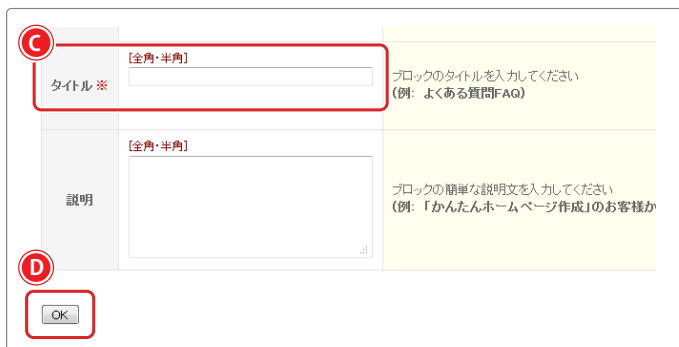 C
[全角・半角]
タイトル ※
ブロックのタイトルを入力してください
(例: よくある質問FAQ)
[全角・半角]
説明
ブロックの簡単な説明文を入力してください
(例: 「かんたんホームページ作成」のお客様か
D
OK